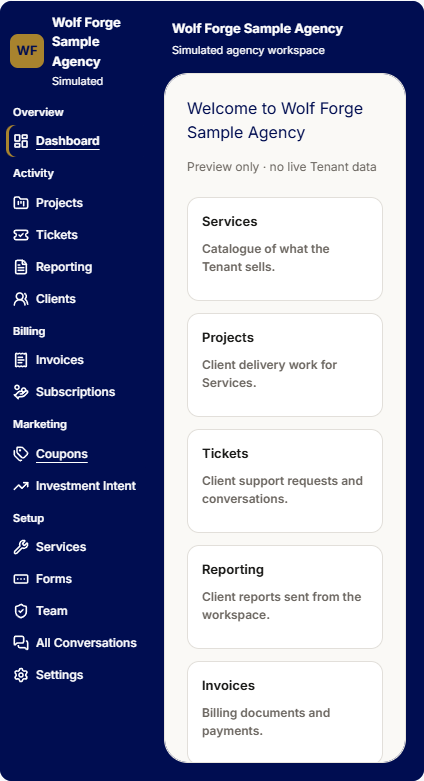 WF
Wolf Forge
Sample
Agency
Simulated
Overview
Dashboard
Activity
Projects
Tickets
Reporting
Clients
Billing
Invoices
Subscriptions
Marketing
Coupons
Investment Intent
Setup
Services
Forms
Team
All Conversations
Settings
Wolf Forge Sample Agency
Simulated agency workspace
Welcome to Wolf Forge
Sample Agency
Preview only · no live Tenant data
Services
Catalogue of what the
Tenant sells.
Projects
Client delivery work for
Services.
Tickets
Client support requests and
conversations.
Reporting
Client reports sent from the
workspace.
Invoices
Billing documents and
payments.